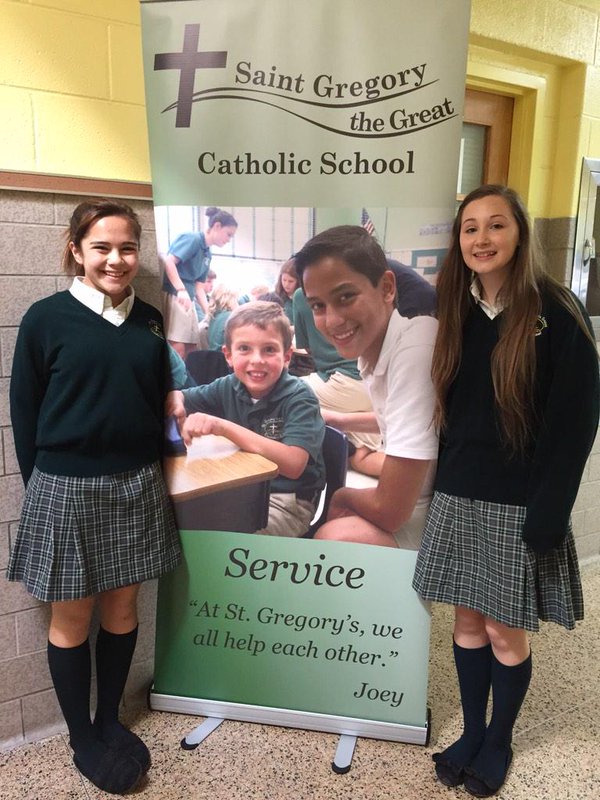 Saint Gregory
the Great
Catholic School
Service
“At St. Gregory’s, we
all help each other.”
Joey